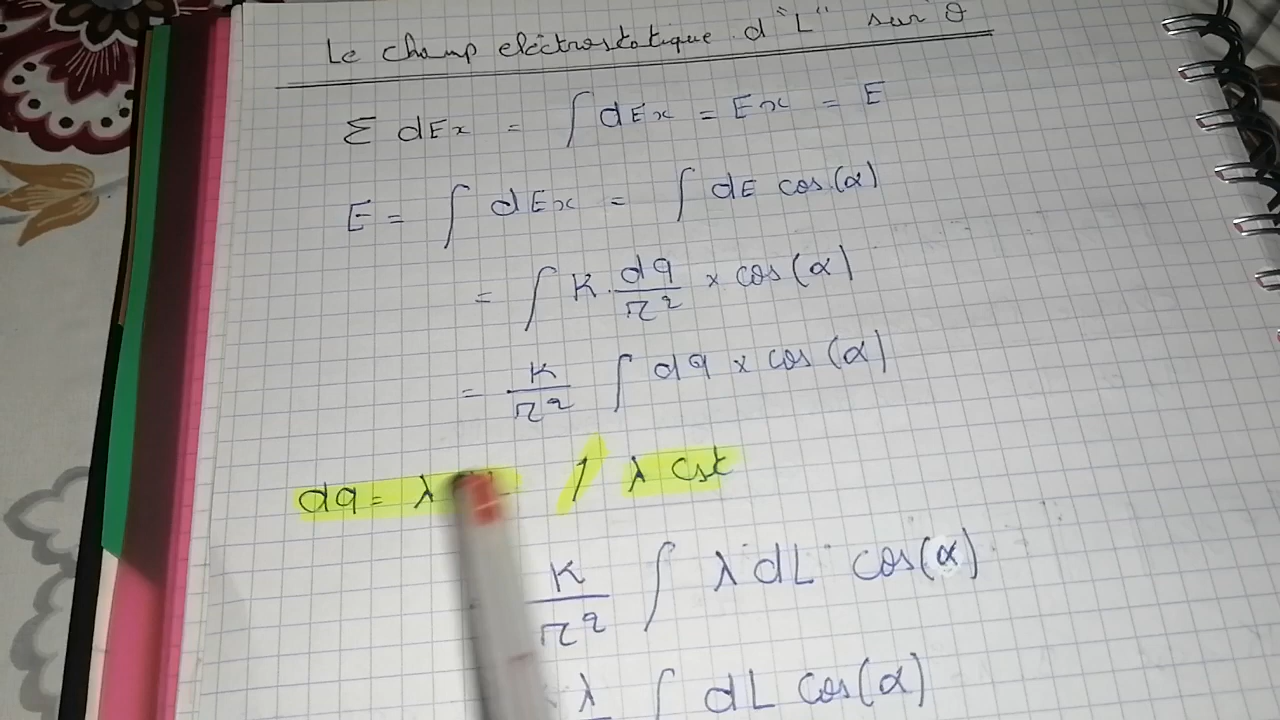 Le champ electrostatique d "L" sur O
Σ dEx = ∫ dEx = Ex = E
E = ∫ dEx = ∫ dE cos(α)
= ∫ K . dq / r² × cos(α)
= K / r² ∫ dq × cos(α)
dq = λ / λ cst
K / r² ∫ λ dL cos(α)
λ ∫ dL cos(α)